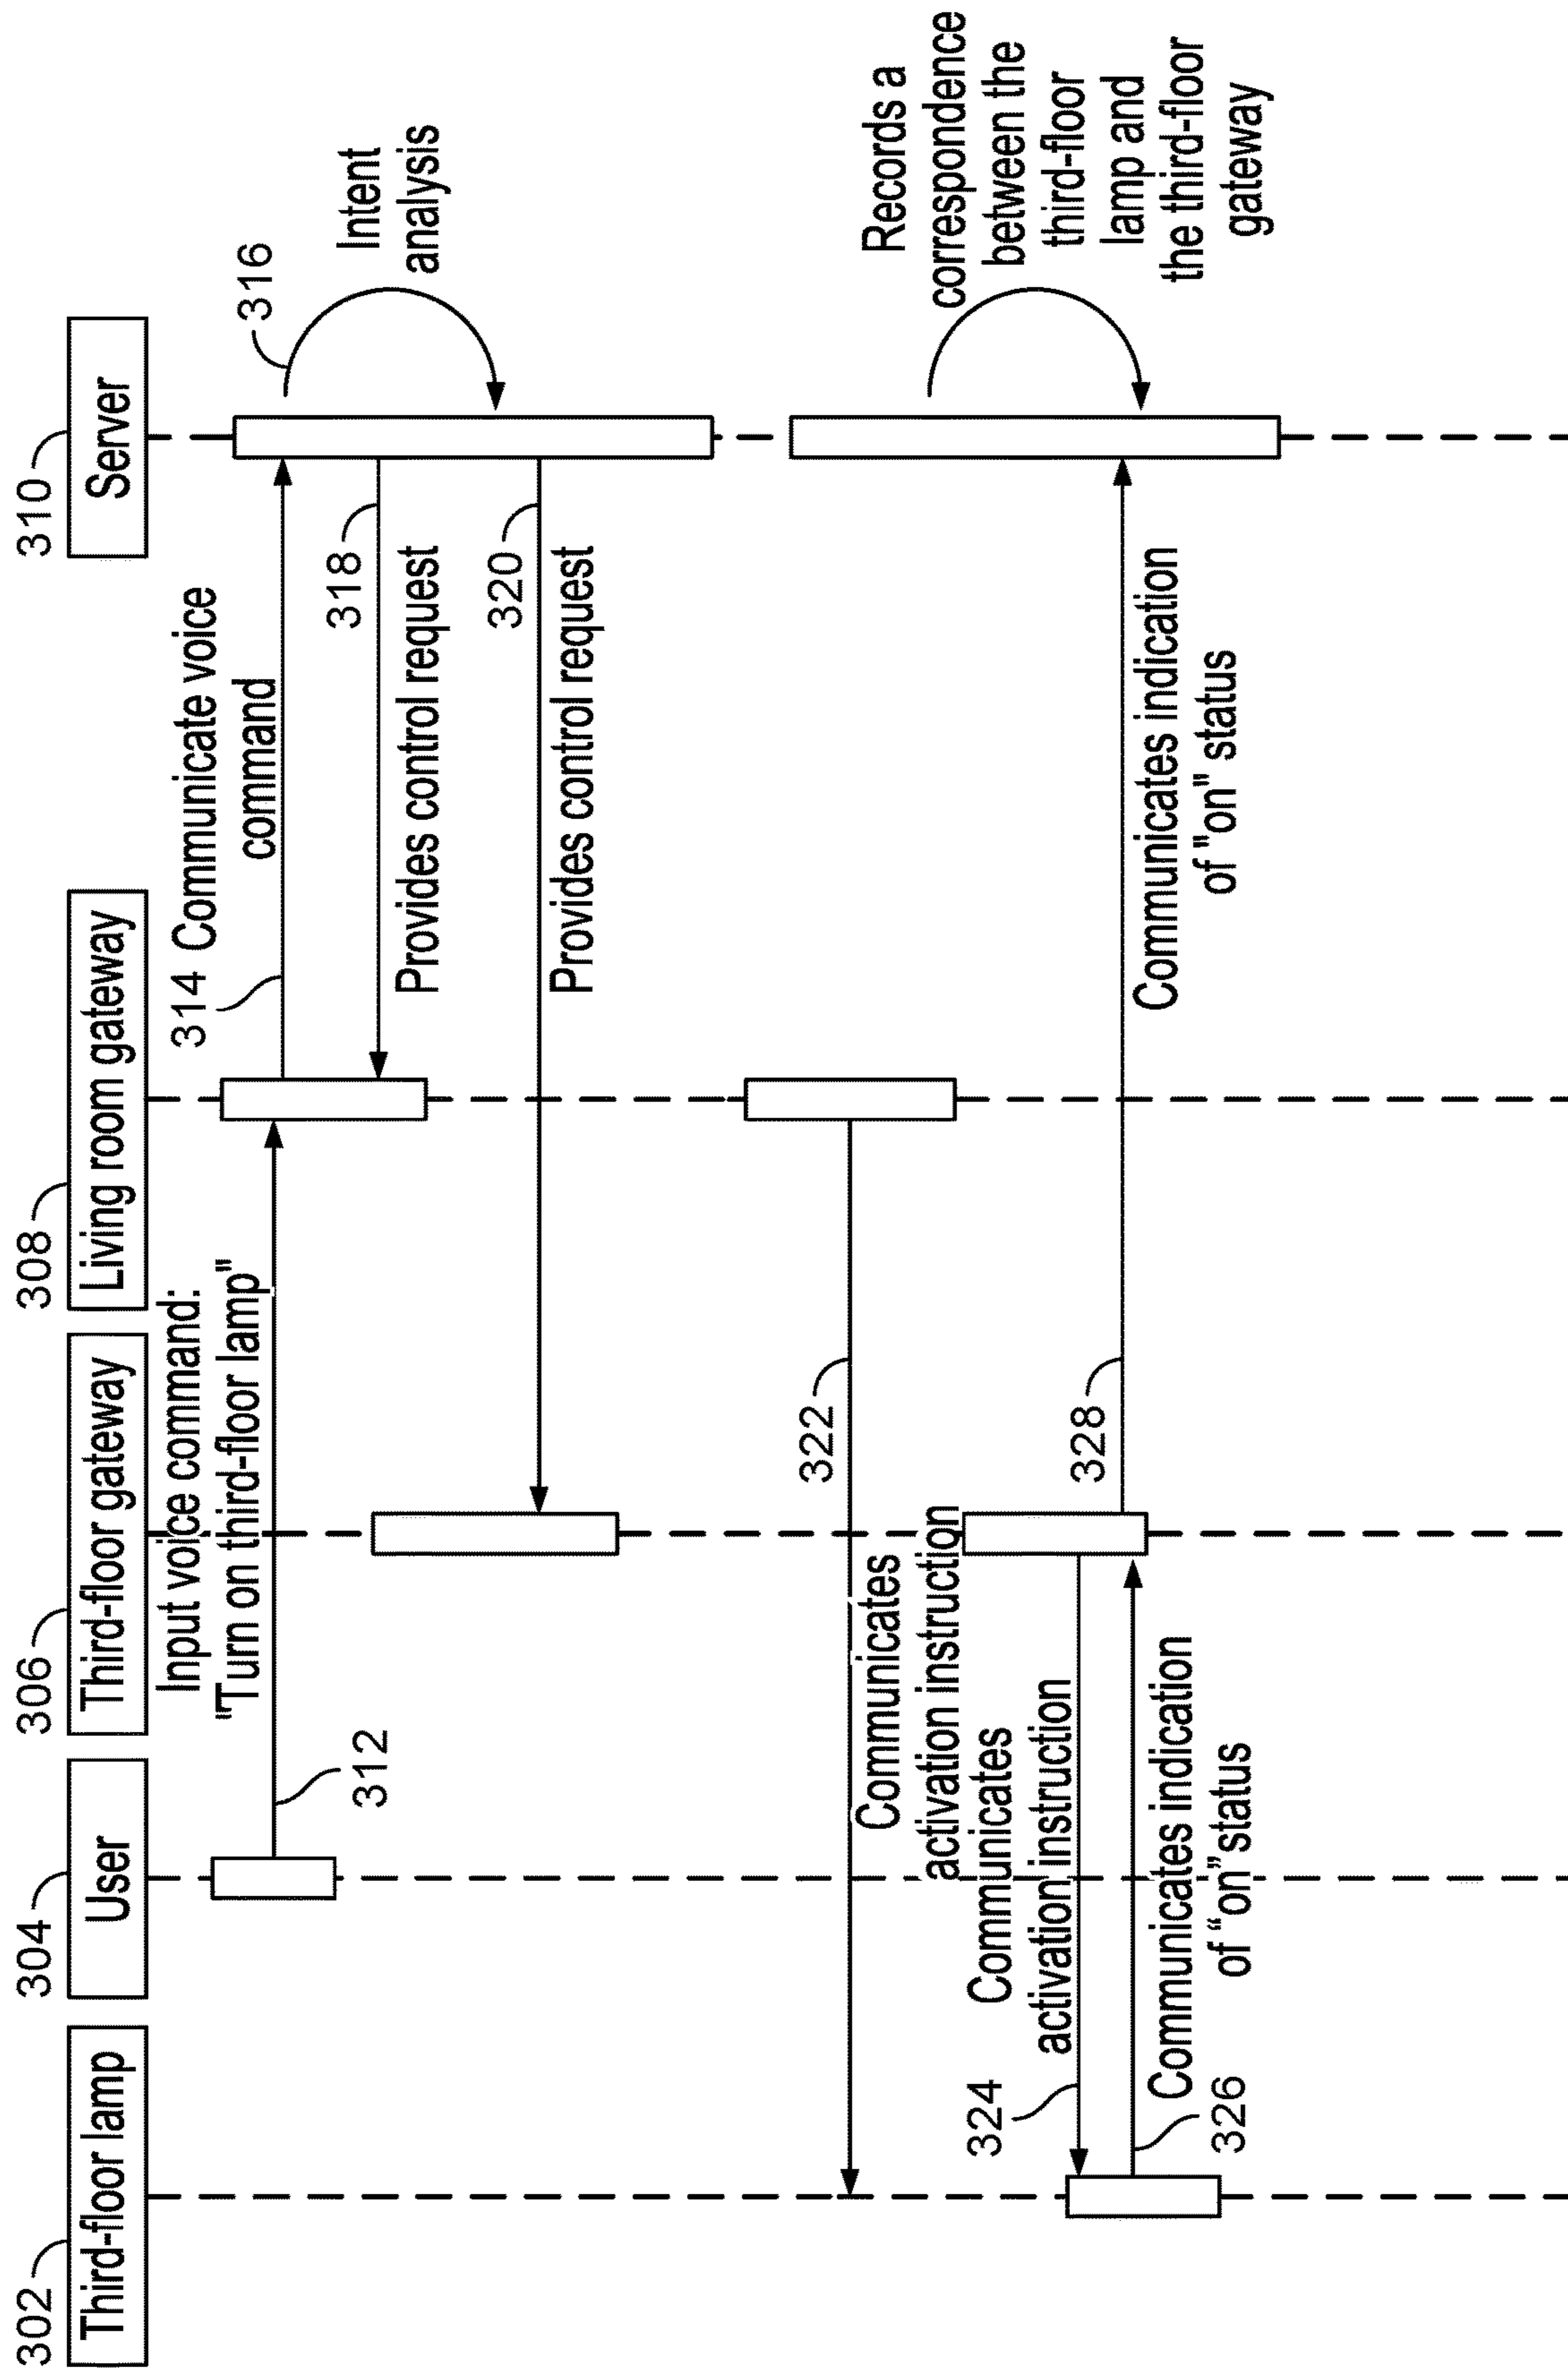 302
Third-floor lamp
304
User
306
Third-floor gateway
308
Living room gateway
310
Server
Input voice command:
"Turn on third-floor lamp"
312
314
Communicate voice
command
316
Intent
analysis
318
Provides control request
320
Provides control request
322
Communicates
activation instruction
324
Communicates
activation instruction
326
Communicates indication
of “on” status
328
Communicates indication
of "on" status
Records a
correspondence
between the
third-floor
lamp and
the third-floor
gateway